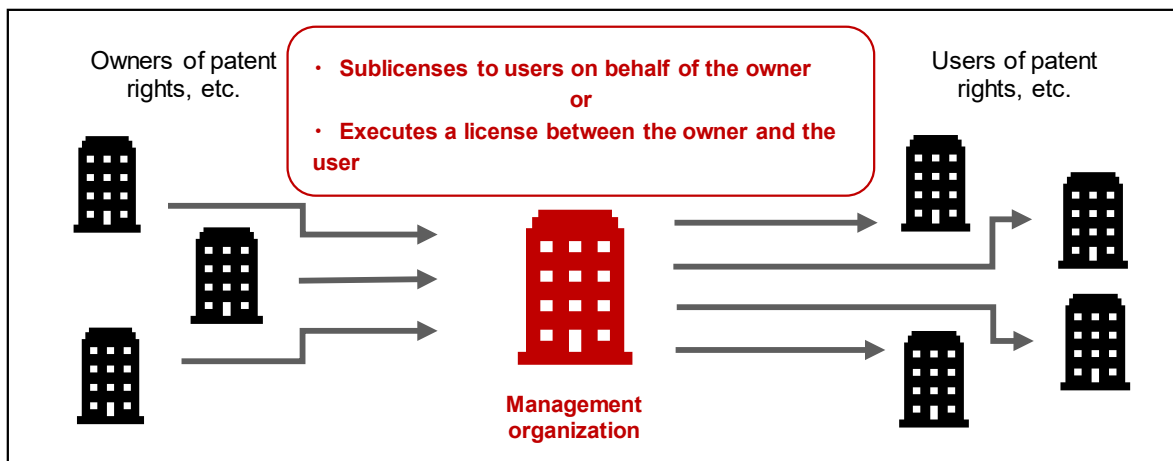 Owners of patent
rights, etc.
・ Sublicenses to users on behalf of the owner
or
・ Executes a license between the owner and the
user
Users of patent
rights, etc.
Management
organization